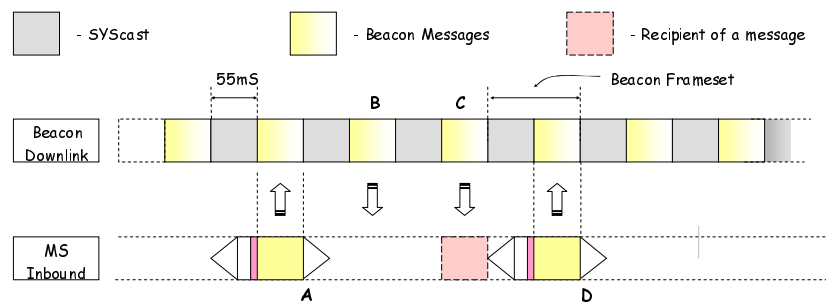 - SYScast
- Beacon Messages
- Recipient of a message
55mS
Beacon Frameset
B
C
Beacon
Downlink
MS
Inbound
A
D